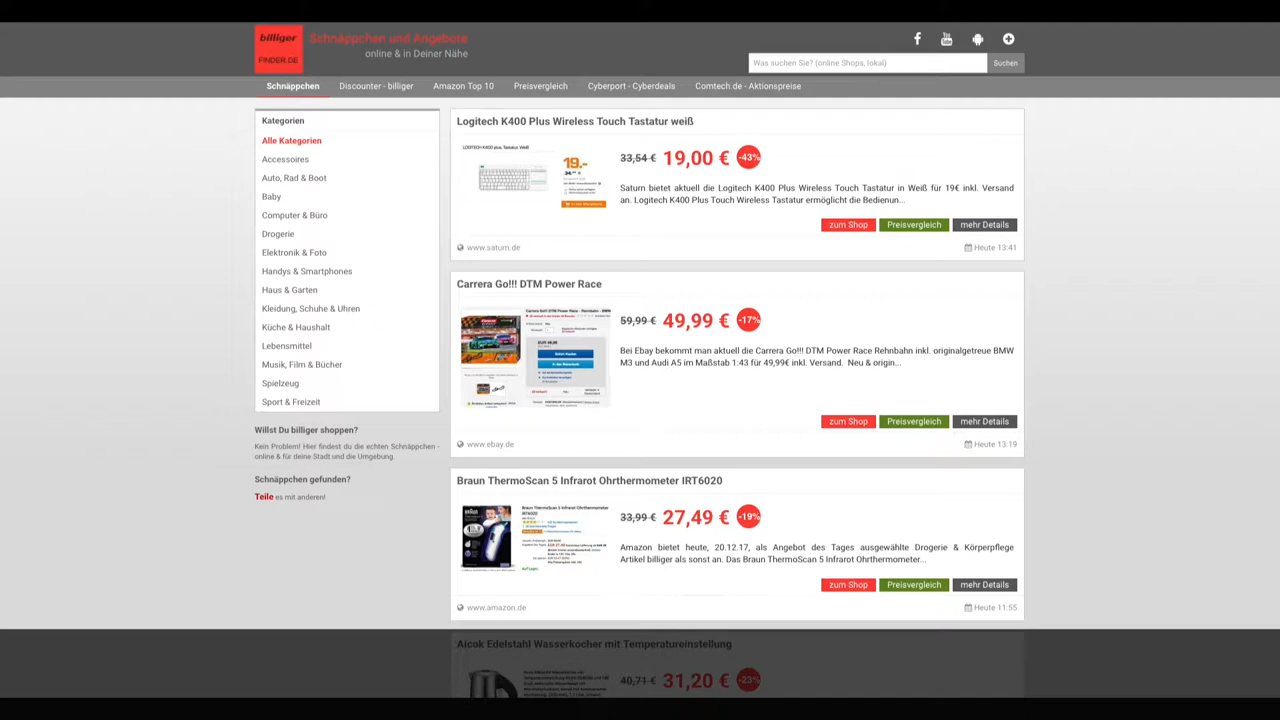 billiger
FINDER.DE
Schnäppchen und Angebote
online & in Deiner Nähe
Was suchen Sie? (online Shops, lokal)
Suchen
Schnäppchen
Discounter - billiger
Amazon Top 10
Preisvergleich
Cyberport - Cyberdeals
Comtech.de - Aktionspreise
Kategorien
Alle Kategorien
Accessoires
Auto, Rad & Boot
Baby
Computer & Büro
Drogerie
Elektronik & Foto
Handys & Smartphones
Haus & Garten
Kleidung, Schuhe & Uhren
Küche & Haushalt
Lebensmittel
Musik, Film & Bücher
Spielzeug
Sport & Freizeit
Willst Du billiger shoppen?
Kein Problem! Hier findest du die echten Schnäppchen -
online & für deine Stadt und die Umgebung.
Schnäppchen gefunden?
Teile es mit anderen!
Logitech K400 Plus Wireless Touch Tastatur weiß
LOGITECH K400 plus, Tastatur, Weiß
19.-
33,54 € 19,00 € -43%
Saturn bietet aktuell die Logitech K400 Plus Wireless Touch Tastatur in Weiß für 19€ inkl. Versand
an. Logitech K400 Plus Touch Wireless Tastatur ermöglicht die Bedienun...
zum Shop Preisvergleich mehr Details
www.saturn.de Heute 13:41
Carrera Go!!! DTM Power Race
59,99 € 49,99 € -17%
Bei Ebay bekommt man aktuell die Carrera Go!!! DTM Power Race Rehnbahn inkl. originalgetreue BMW
M3 und Audi A5 im Maßstab 1:43 für 49,99€ inkl. Versand. Neu & origin...
zum Shop Preisvergleich mehr Details
www.ebay.de Heute 13:19
Braun ThermoScan 5 Infrarot Ohrthermometer IRT6020
BRAUN
33,99 € 27,49 € -19%
Amazon bietet heute, 20.12.17, als Angebot des Tages ausgewählte Drogerie & Körperpflege
Artikel billiger als sonst an. Das Braun ThermoScan 5 Infrarot Ohrthermometer...
zum Shop Preisvergleich mehr Details
www.amazon.de Heute 11:55
Aicok Edelstahl Wasserkocher mit Temperatureinstellung
40,71 € 31,20 € -23%